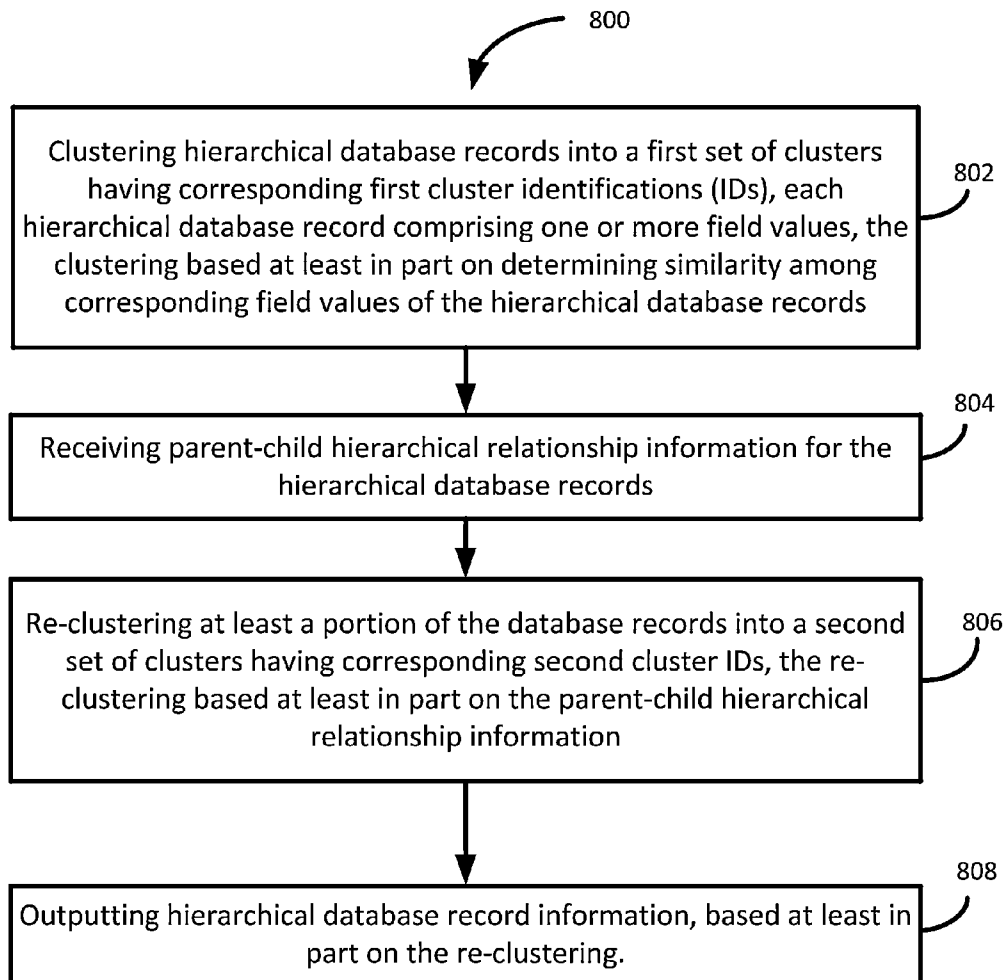 800
Clustering hierarchical database records into a first set of clusters
having corresponding first cluster identifications (IDs), each
hierarchical database record comprising one or more field values, the
clustering based at least in part on determining similarity among
corresponding field values of the hierarchical database records
802
Receiving parent-child hierarchical relationship information for the
hierarchical database records
804
Re-clustering at least a portion of the database records into a second
set of clusters having corresponding second cluster IDs, the re-
clustering based at least in part on the parent-child hierarchical
relationship information
806
Outputting hierarchical database record information, based at least in
part on the re-clustering.
808